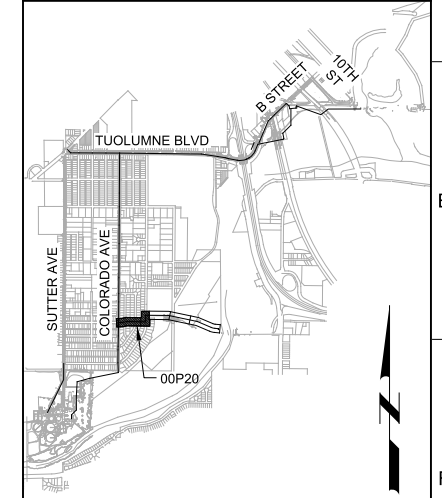 10TH
ST
B STREET
TUOLUMNE BLVD
SUTTER AVE
COLORADO AVE
00P20
N